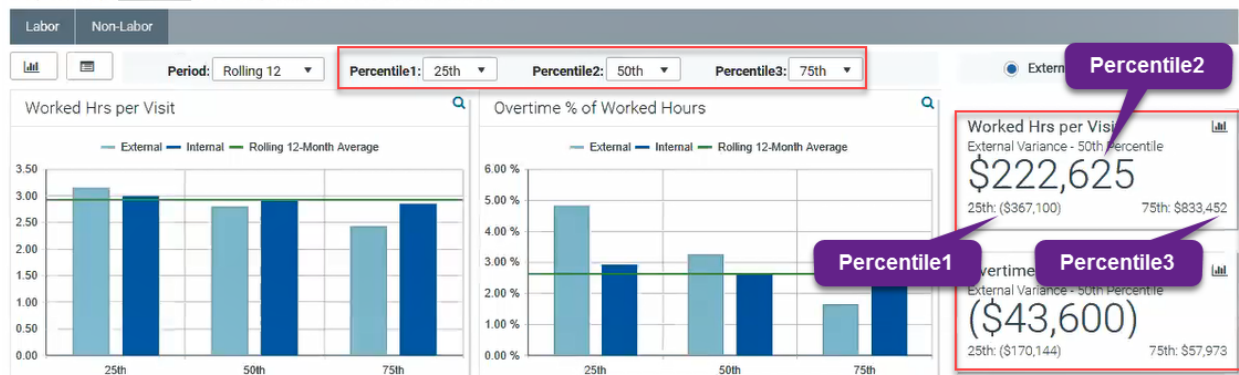 Labor Non-Labor
Period: Rolling 12 Percentile1: 25th Percentile2: 50th Percentile3: 75th
Extern
Percentile2
Worked Hrs per Visit
External Internal Rolling 12-Month Average
3.50
3.00
2.50
2.00
1.50
1.00
0.50
0.00
25th 50th 75th
Overtime % of Worked Hours
External Internal Rolling 12-Month Average
6.00 %
5.00 %
4.00 %
3.00 %
2.00 %
1.00 %
0.00 %
25th 50th 75th
Worked Hrs per Visit
External Variance - 50th Percentile
$222,625
25th: ($367,100) 75th: $833,452
Percentile1 Percentile3
vertime
External Variance - 50th Percentile
($43,600)
25th: ($170,144) 75th: $57,973